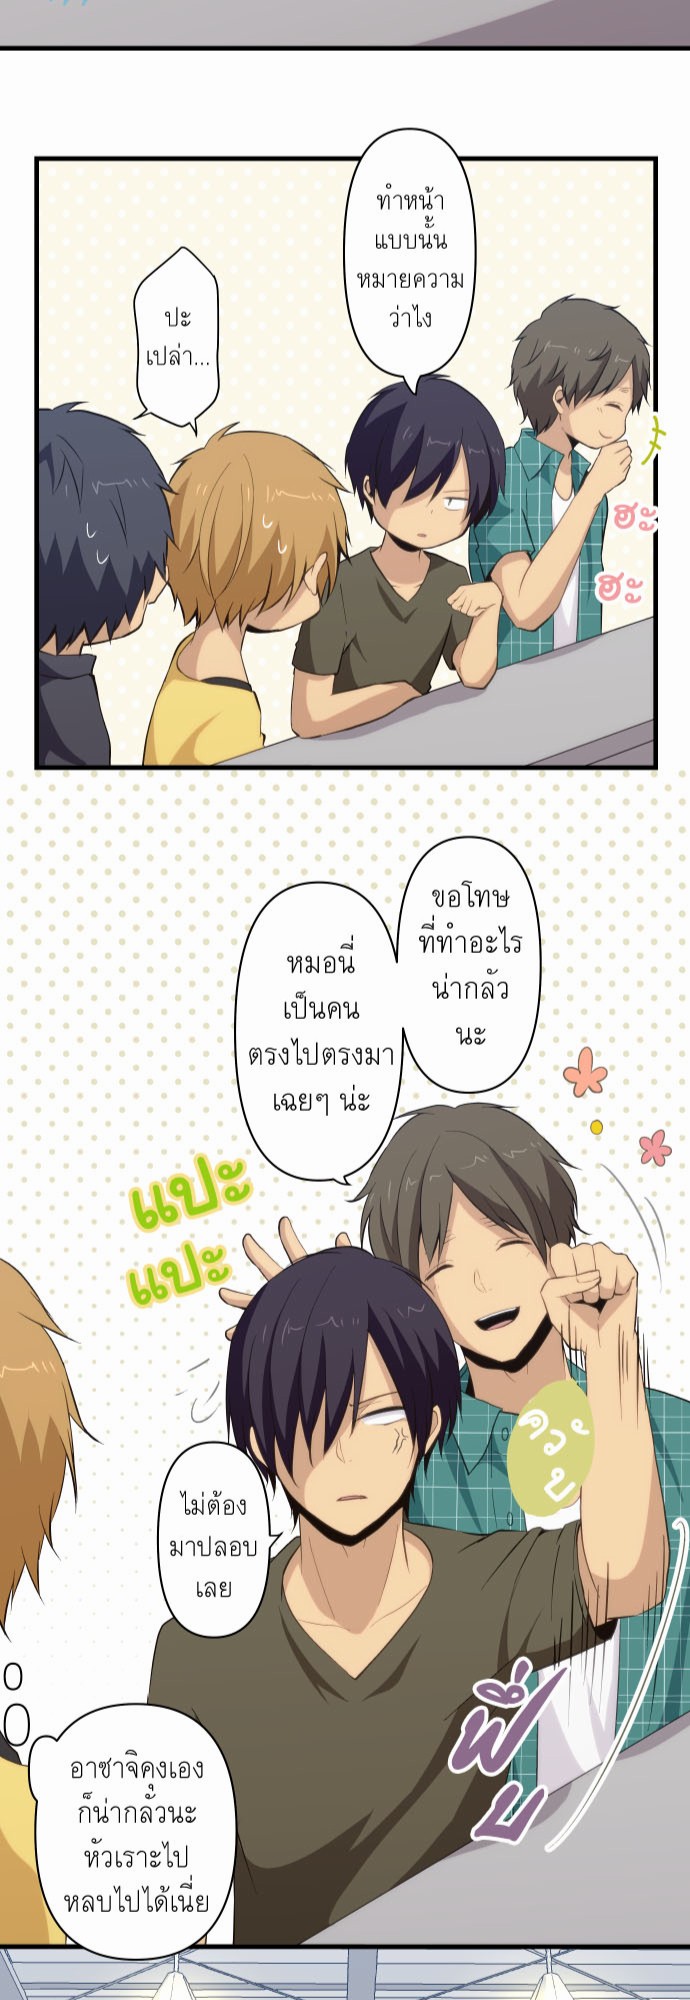 ทำหน้า
แบบนั้น
หมายความ
ว่าไง
ปะ
เปล่า...
ฮะ
ฮะ
ขอโทษ
ที่ทำอะไร
น่ากลัว
นะ
หมอนี่
เป็นคน
ตรงไปตรงมา
เฉยๆ น่ะ
แปะ
แปะ
ควะ
บ
ไม่ต้อง
มาปลอบ
เลย
ฟึ่
บ
อาซาจิคุงเอง
ก็น่ากลัวนะ
หัวเราะไป
หลบไปได้เนี่ย